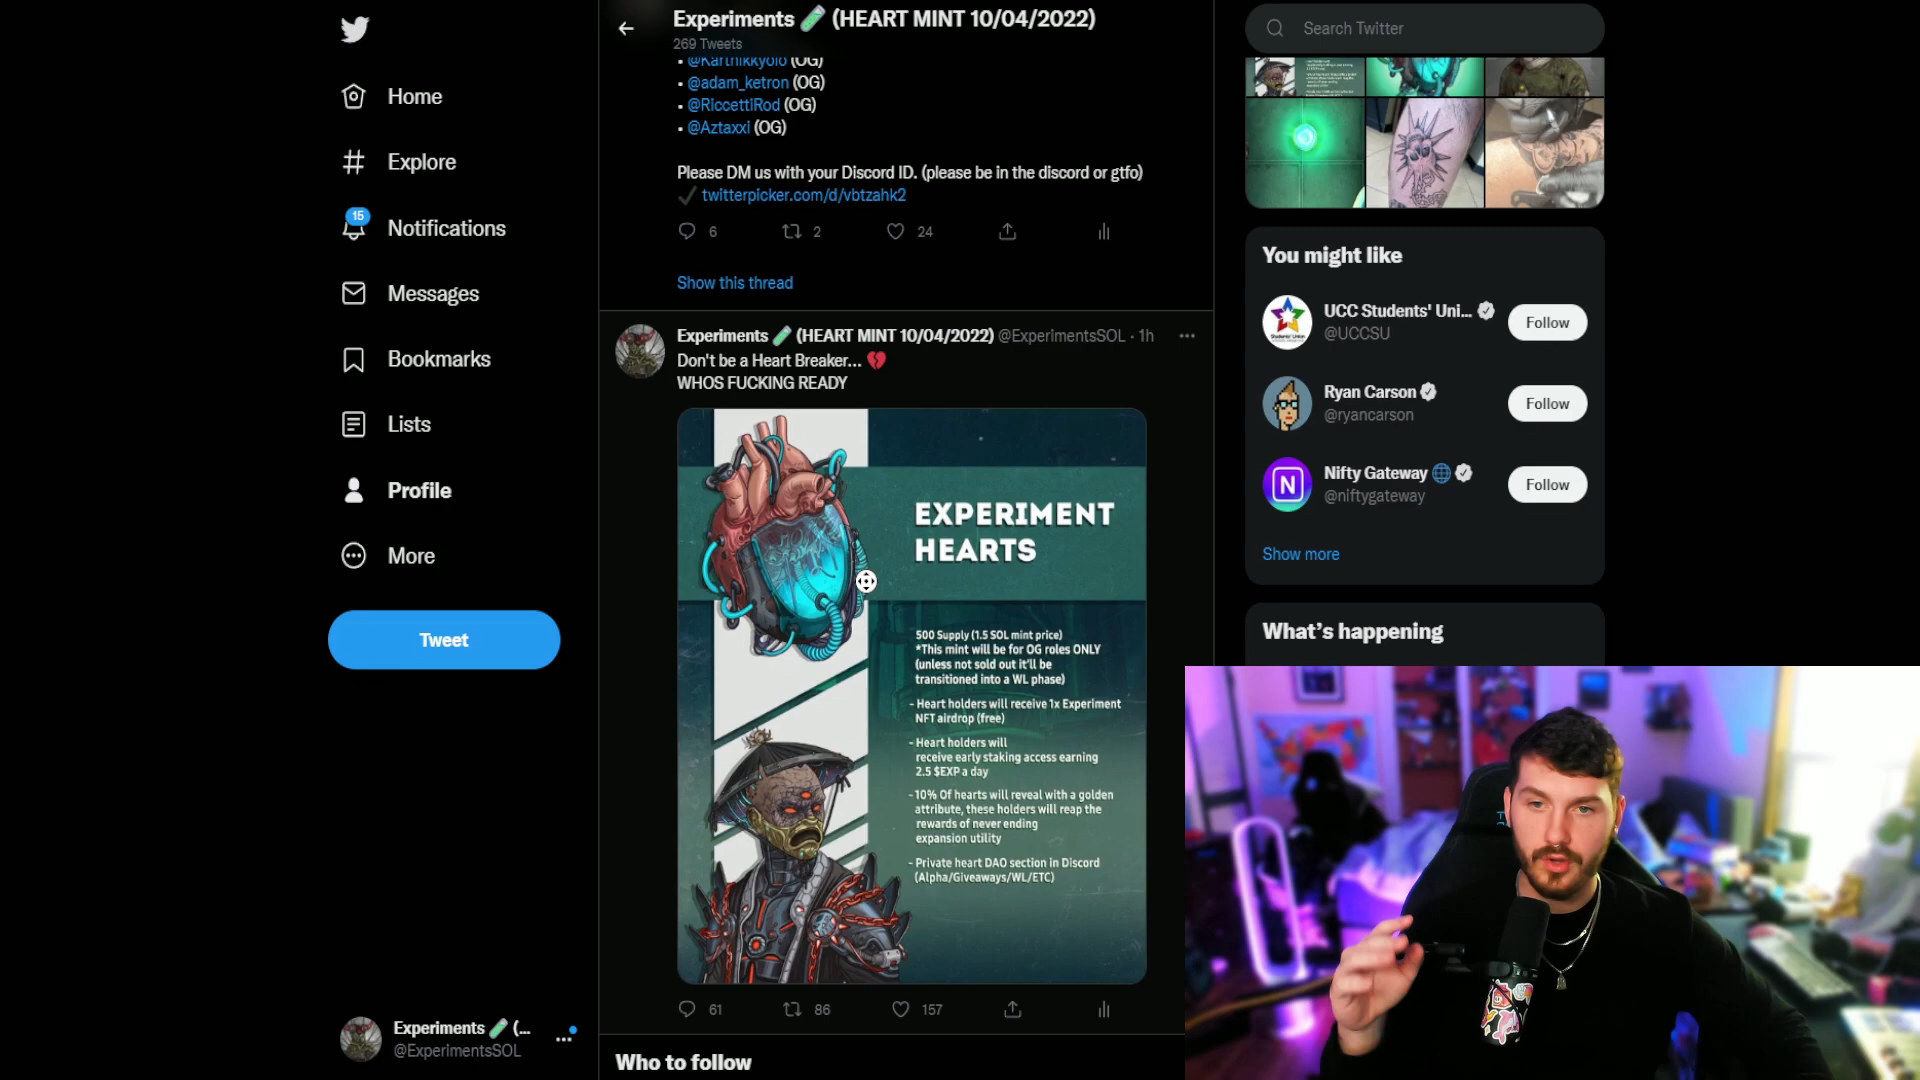 Home
Explore
15
Notifications
Messages
Bookmarks
Lists
Profile
More
Tweet
Experiments (...
@ExperimentsSOL
Experiments (HEART MINT 10/04/2022)
269 Tweets
• @Karthikkyolo (OG)
• @adam_ketron (OG)
• @RiccettiRod (OG)
• @Aztaxxi (OG)
Please DM us with your Discord ID. (please be in the discord or gtfo)
✔ twitterpicker.com/d/vbtzahk2
6 2 24
Show this thread
Experiments (HEART MINT 10/04/2022) @ExperimentsSOL · 1h
Don't be a Heart Breaker... 💔
WHOS FUCKING READY
EXPERIMENT
HEARTS
500 Supply (1.5 SOL mint price)
*This mint will be for OG roles ONLY
(unless not sold out it'll be
transitioned into a WL phase)
- Heart holders will receive 1x Experiment
NFT airdrop (free)
- Heart holders will
receive early staking access earning
2.5 $EXP a day
- 10% Of hearts will reveal with a golden
attribute, these holders will reap the
rewards of never ending
expansion utility
- Private heart DAO section in Discord
(Alpha/Giveaways/WL/ETC)
61 86 157
Who to follow
Search Twitter
You might like
UCC Students' Uni...
@UCCSU
Follow
Ryan Carson
@ryancarson
Follow
N
Nifty Gateway
@niftygateway
Follow
Show more
What's happening